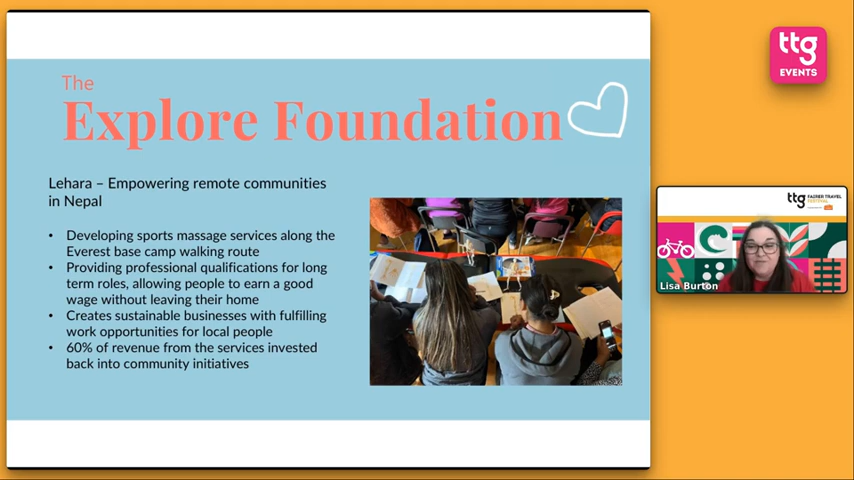 The
Explore Foundation
Lehara – Empowering remote communities
in Nepal
• Developing sports massage services along the
Everest base camp walking route
• Providing professional qualifications for long
term roles, allowing people to earn a good
wage without leaving their home
• Creates sustainable businesses with fulfilling
work opportunities for local people
• 60% of revenue from the services invested
back into community initiatives
ttg
EVENTS
ttg FAIRER TRAVEL
FESTIVAL
Lisa Burton